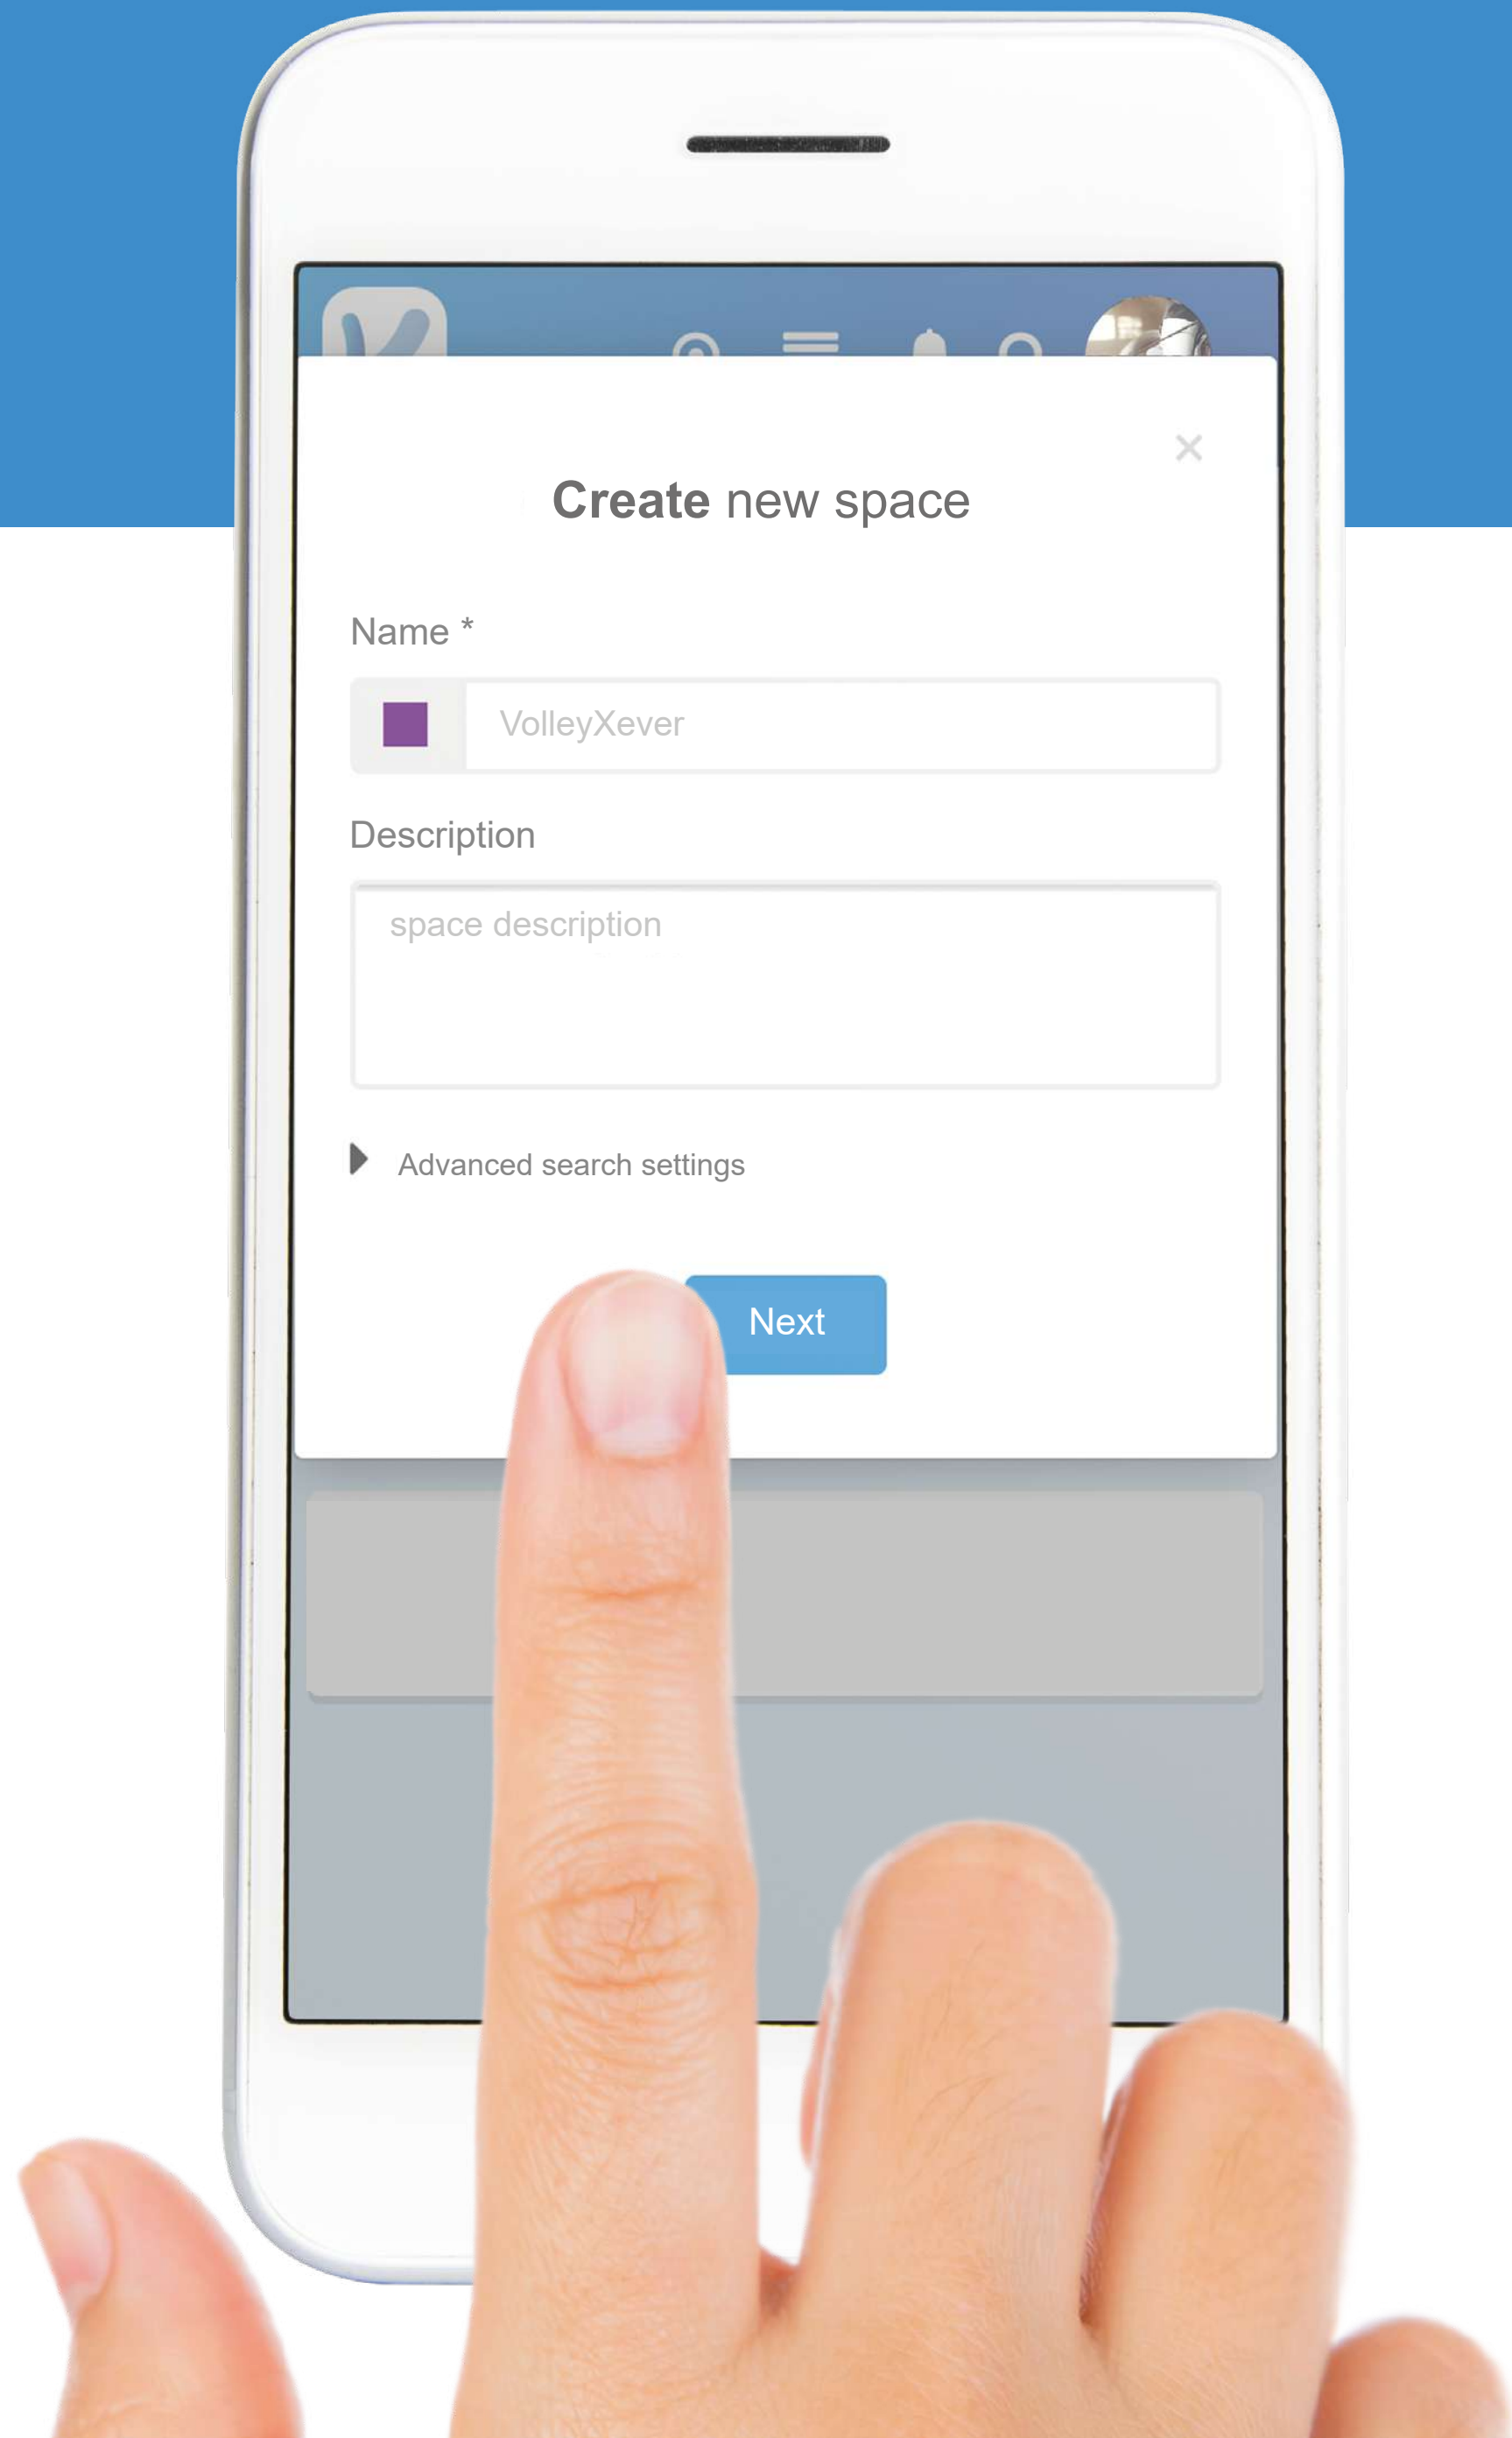 Create new space
Name *
VolleyXever
Description
space description
Advanced search settings
Next